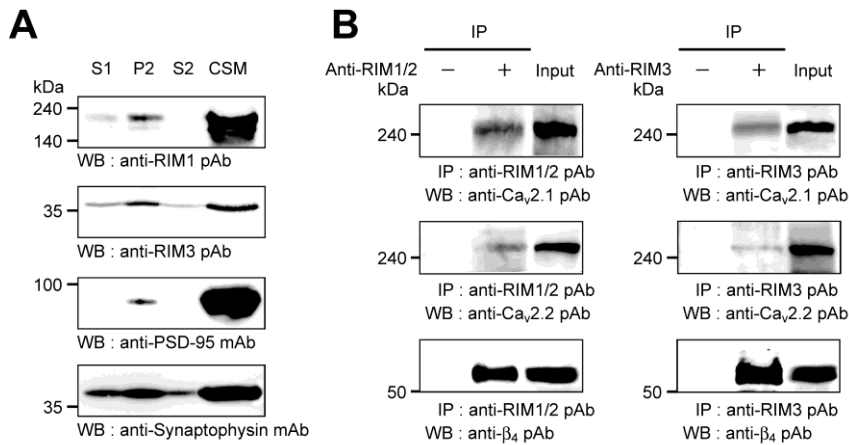 A
S1 P2 S2 CSM
kDa
240
140
WB : anti-RIM1 pAb
35
WB : anti-RIM3 pAb
100
WB : anti-PSD-95 mAb
35
WB : anti-Synaptophysin mAb
B
IP
Anti-RIM1/2 − + Input
kDa
240
IP : anti-RIM1/2 pAb
WB : anti-Cav2.1 pAb
240
IP : anti-RIM1/2 pAb
WB : anti-Cav2.2 pAb
50
IP : anti-RIM1/2 pAb
WB : anti-β4 pAb
IP
Anti-RIM3 − + Input
kDa
240
IP : anti-RIM3 pAb
WB : anti-Cav2.1 pAb
240
IP : anti-RIM3 pAb
WB : anti-Cav2.2 pAb
50
IP : anti-RIM3 pAb
WB : anti-β4 pAb